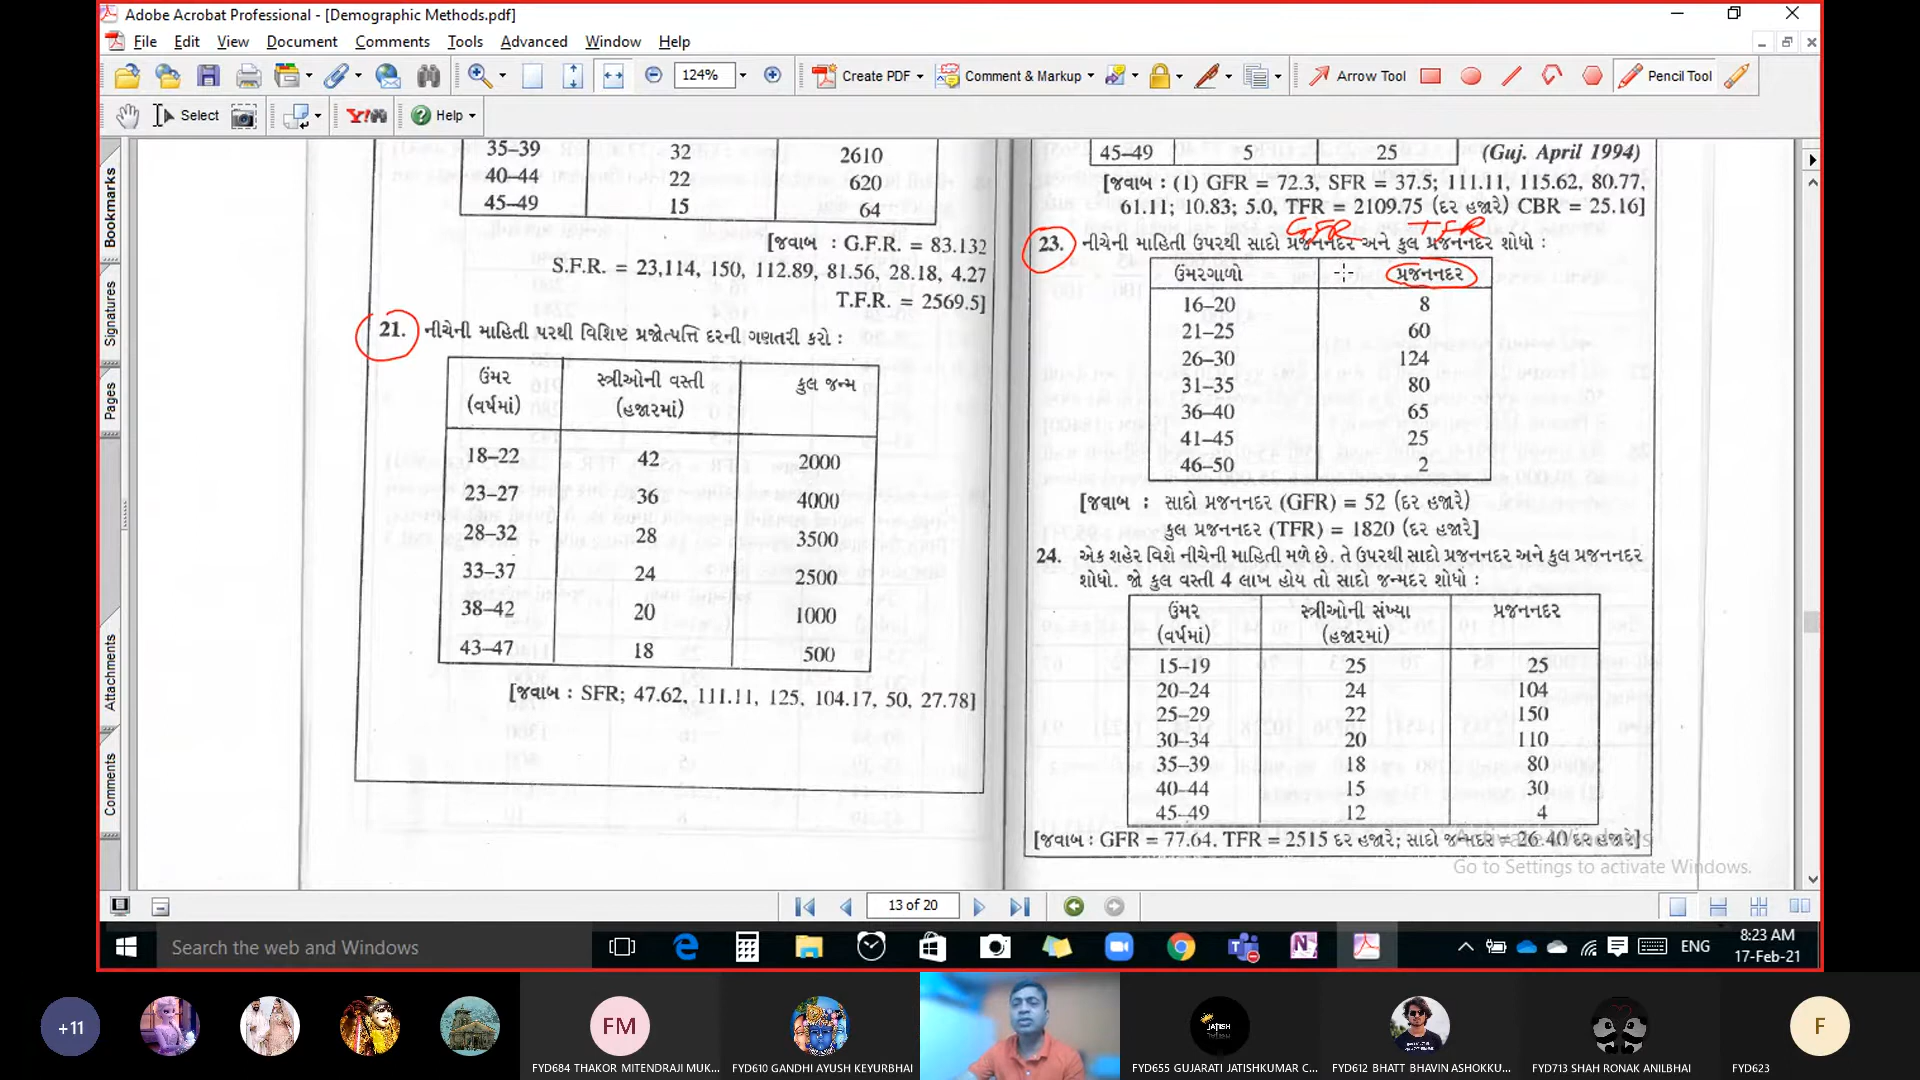 Adobe Acrobat Professional - [Demographic Methods.pdf]
File Edit View Document Comments Tools Advanced Window Help
124% Create PDF Comment & Markup Arrow Tool Pencil Tool
Select Y! Help
Bookmarks
Signatures
Pages
Attachments
Comments
35–39 32 2610
40–44 22 620
45–49 15 64
[જવાબ : G.F.R. = 83.132
S.F.R. = 23,114, 150, 112.89, 81.56, 28.18, 4.27
T.F.R. = 2569.5]
21. નીચેની માહિતી પરથી વિશિષ્ટ પ્રજોત્પત્તિ દરની ગણતરી કરો :
ઉંમર સ્ત્રીઓની વસ્તી કુલ જન્મ
(વર્ષમાં) (હજારમાં)
18–22 42 2000
23–27 36 4000
28–32 28 3500
33–37 24 2500
38–42 20 1000
43–47 18 500
[જવાબ : SFR; 47.62, 111.11, 125, 104.17, 50, 27.78]
45–49 5 25
(Guj. April 1994)
[જવાબ : (1) GFR = 72.3, SFR = 37.5; 111.11, 115.62, 80.77,
61.11; 10.83; 5.0, TFR = 2109.75 (દર હજારે) CBR = 25.16]
GFR TFR
23. નીચેની માહિતી ઉપરથી સાદો પ્રજનનદર અને કુલ પ્રજનનદર શોધો :
ઉંમરગાળો પ્રજનનદર
16–20 8
21–25 60
26–30 124
31–35 80
36–40 65
41–45 25
46–50 2
[જવાબ : સાદો પ્રજનનદર (GFR) = 52 (દર હજારે)
કુલ પ્રજનનદર (TFR) = 1820 (દર હજારે]
24. એક શહેર વિશે નીચેની માહિતી મળે છે. તે ઉપરથી સાદો પ્રજનનદર અને કુલ પ્રજનનદર
શોધો. જો કુલ વસ્તી 4 લાખ હોય તો સાદો જન્મદર શોધો :
ઉંમર સ્ત્રીઓની સંખ્યા પ્રજનનદર
(વર્ષમાં) (હજારમાં)
15–19 25 25
20–24 24 104
25–29 22 150
30–34 20 110
35–39 18 80
40–44 15 30
45–49 12 4
[જવાબ : GFR = 77.64. TFR = 2515 દર હજારે; સાદો જન્મદર = 26.40 દર હજારે]
Activate Windows
Go to Settings to activate Windows.
13 of 20
Search the web and Windows
ENG
8:23 AM
17-Feb-21
+11
FM
JATISH
F
FYD684 THAKOR MITENDRAJI MUK...
FYD610 GANDHI AYUSH KEYURBHAI
FYD655 GUJARATI JATISHKUMAR C...
FYD612 BHATT BHAVIN ASHOKKU...
FYD713 SHAH RONAK ANILBHAI
FYD623